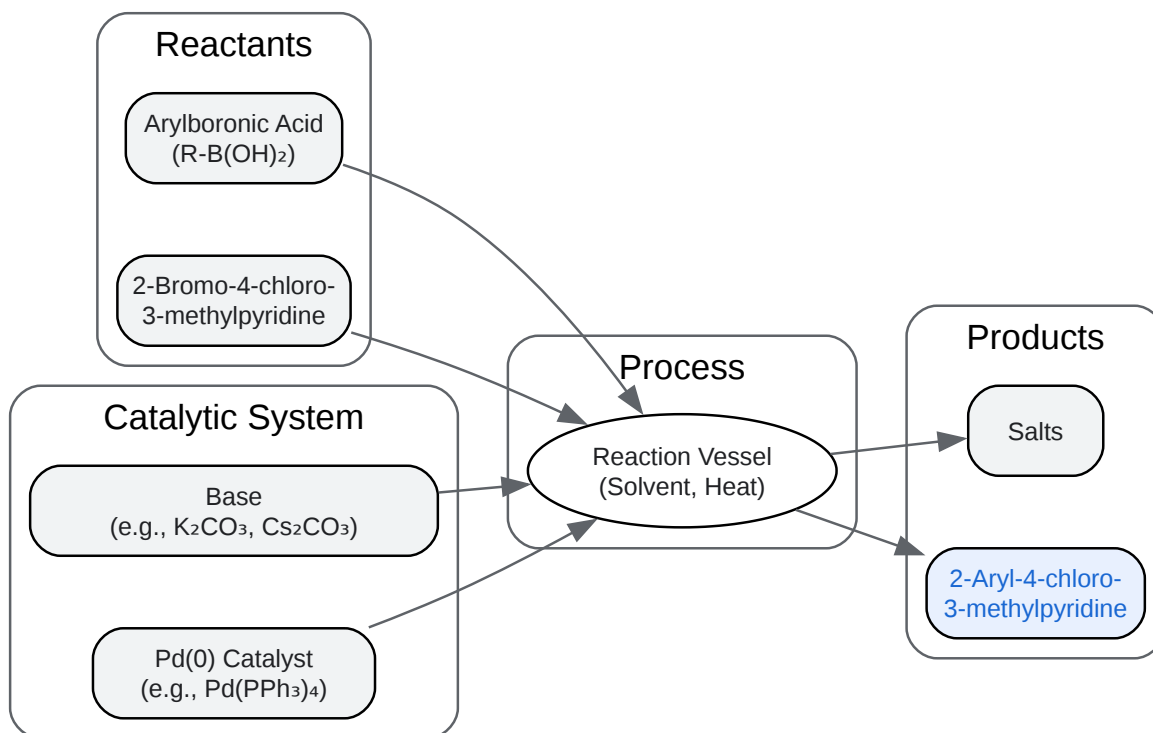 Reactants
Arylboronic Acid
(R-B(OH)₂)
2-Bromo-4-chloro-
3-methylpyridine
Catalytic System
Base
(e.g., K₂CO₃, Cs₂CO₃)
Pd(0) Catalyst
(e.g., Pd(PPh₃)₄)
Process
Reaction Vessel
(Solvent, Heat)
Products
Salts
2-Aryl-4-chloro-
3-methylpyridine